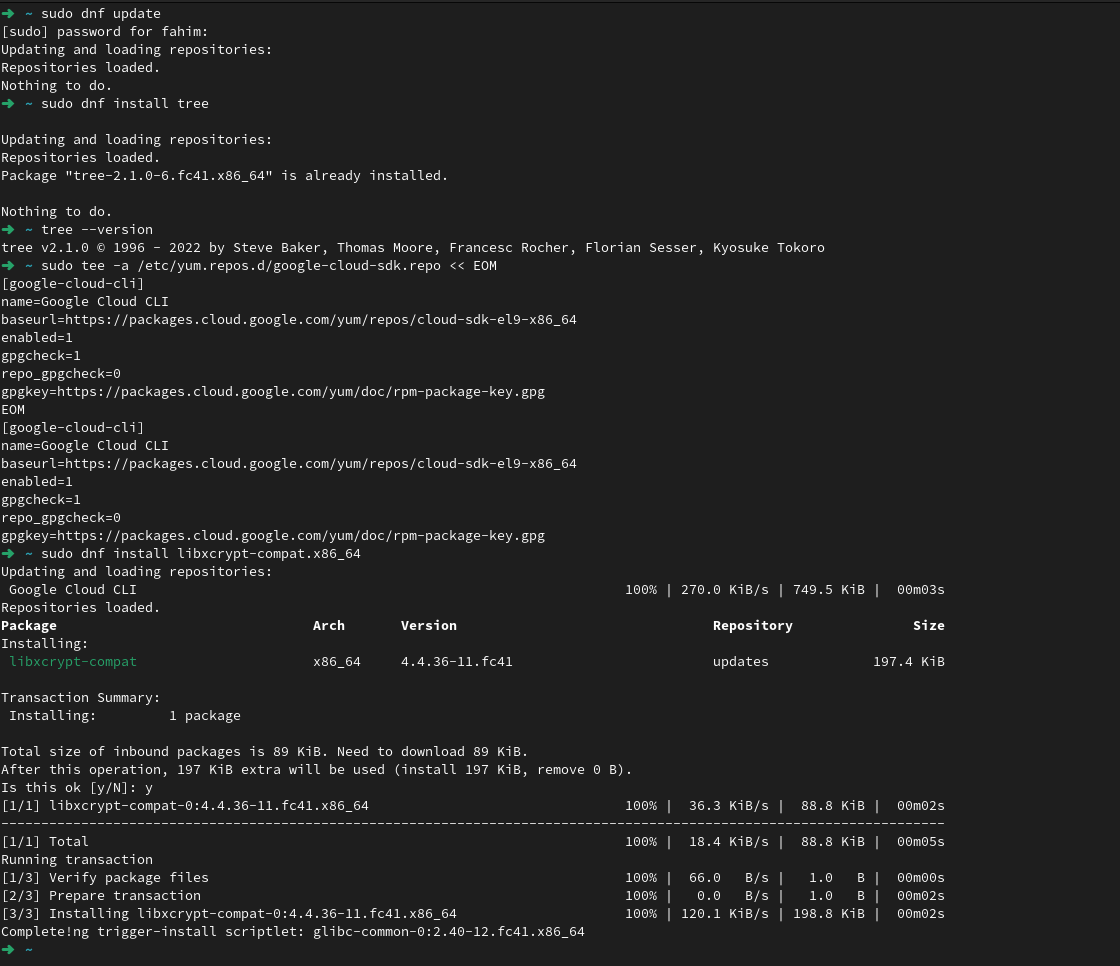 ➜ ~ sudo dnf update
[sudo] password for fahim:
Updating and loading repositories:
Repositories loaded.
Nothing to do.
➜ ~ sudo dnf install tree
Updating and loading repositories:
Repositories loaded.
Package "tree-2.1.0-6.fc41.x86_64" is already installed.
Nothing to do.
➜ ~ tree --version
tree v2.1.0 © 1996 - 2022 by Steve Baker, Thomas Moore, Francesc Rocher, Florian Sesser, Kyosuke Tokoro
➜ ~ sudo tee -a /etc/yum.repos.d/google-cloud-sdk.repo << EOM
[google-cloud-cli]
name=Google Cloud CLI
baseurl=https://packages.cloud.google.com/yum/repos/cloud-sdk-el9-x86_64
enabled=1
gpgcheck=1
repo_gpgcheck=0
gpgkey=https://packages.cloud.google.com/yum/doc/rpm-package-key.gpg
EOM
[google-cloud-cli]
name=Google Cloud CLI
baseurl=https://packages.cloud.google.com/yum/repos/cloud-sdk-el9-x86_64
enabled=1
gpgcheck=1
repo_gpgcheck=0
gpgkey=https://packages.cloud.google.com/yum/doc/rpm-package-key.gpg
➜ ~ sudo dnf install libxcrypt-compat.x86_64
Updating and loading repositories:
Google Cloud CLI 100% | 270.0 KiB/s | 749.5 KiB | 00m03s
Repositories loaded.
Package Arch Version Repository Size
Installing:
libxcrypt-compat x86_64 4.4.36-11.fc41 updates 197.4 KiB
Transaction Summary:
Installing: 1 package
Total size of inbound packages is 89 KiB. Need to download 89 KiB.
After this operation, 197 KiB extra will be used (install 197 KiB, remove 0 B).
Is this ok [y/N]: y
[1/1] libxcrypt-compat-0:4.4.36-11.fc41.x86_64 100% | 36.3 KiB/s | 88.8 KiB | 00m02s
----------------------------------------------------------------------------------------------------------------------
[1/1] Total 100% | 18.4 KiB/s | 88.8 KiB | 00m05s
Running transaction
[1/3] Verify package files 100% | 66.0 B/s | 1.0 B | 00m00s
[2/3] Prepare transaction 100% | 0.0 B/s | 1.0 B | 00m02s
[3/3] Installing libxcrypt-compat-0:4.4.36-11.fc41.x86_64 100% | 120.1 KiB/s | 198.8 KiB | 00m02s
Complete!ng trigger-install scriptlet: glibc-common-0:2.40-12.fc41.x86_64
➜ ~